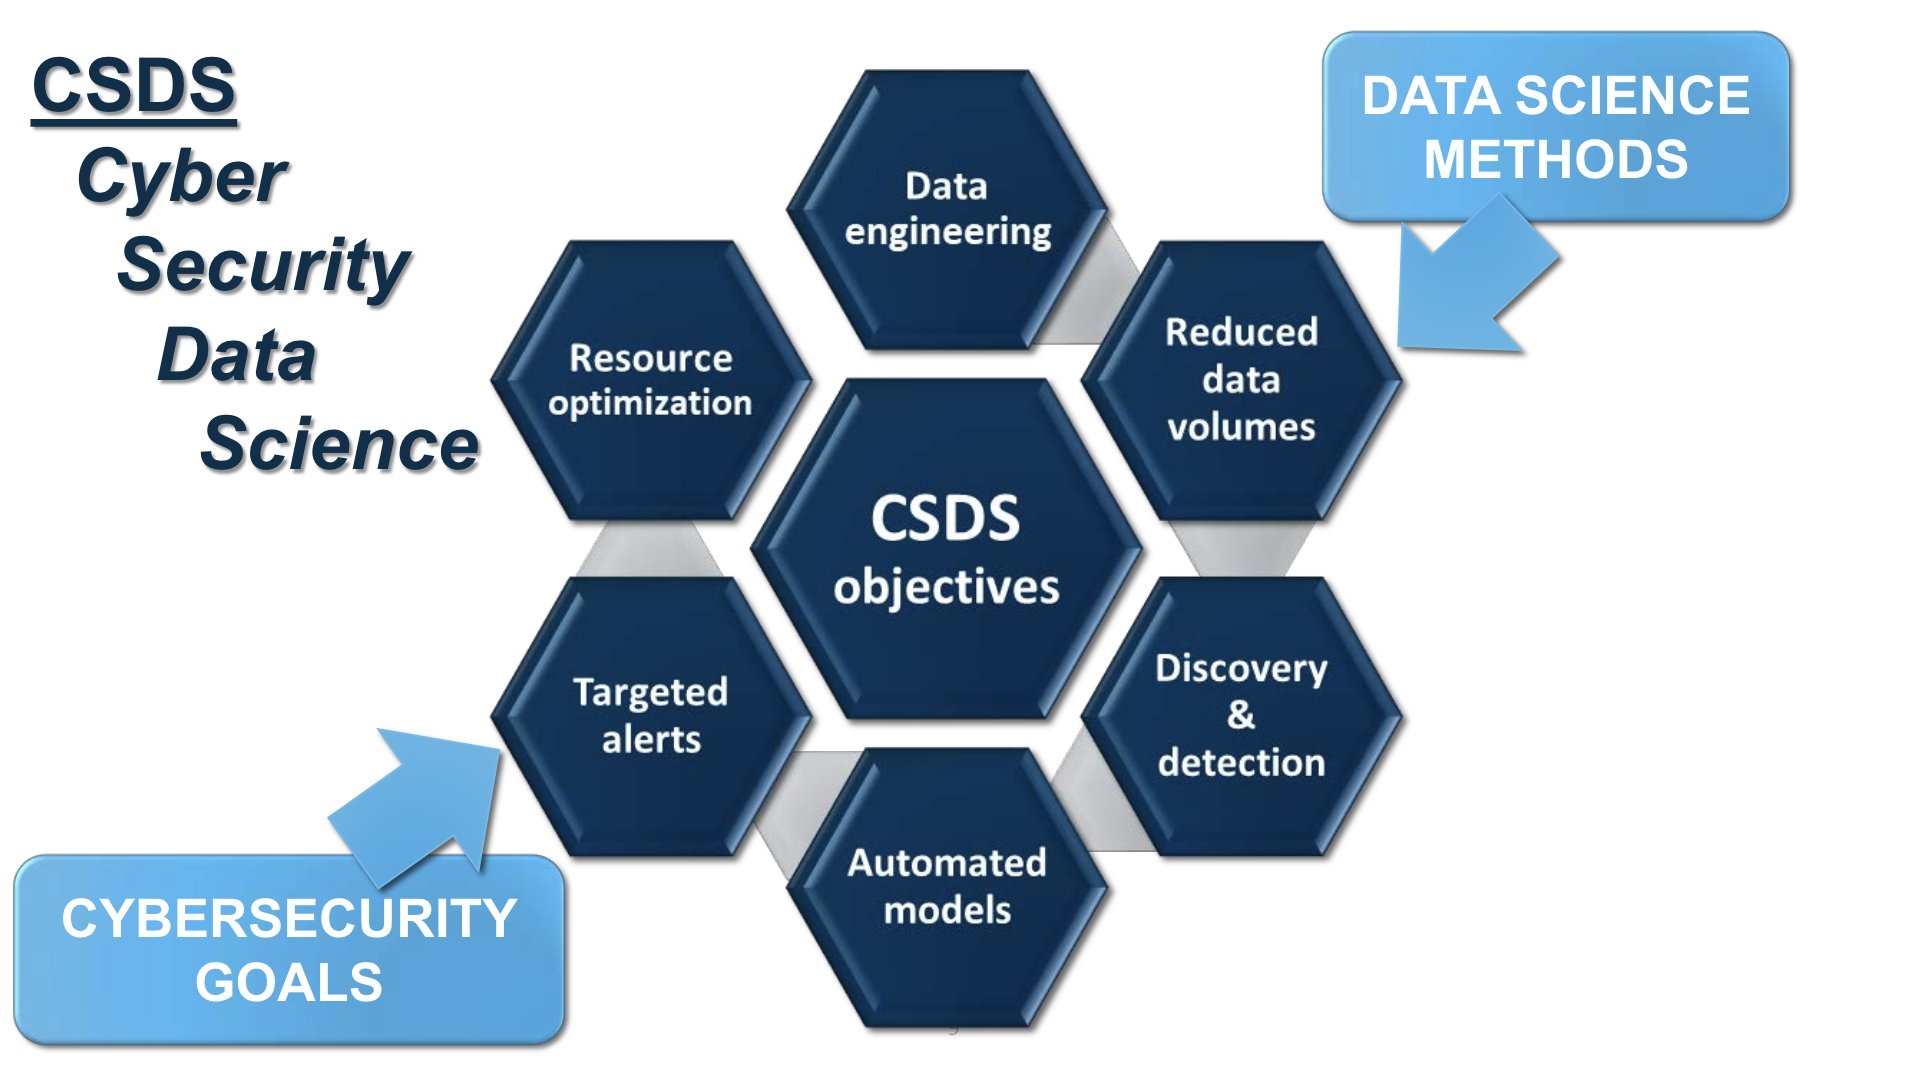 CSDS
Cyber
Security
Data
Science
DATA SCIENCE
METHODS
Data
engineering
Reduced
data
volumes
Resource
optimization
CSDS
objectives
Discovery
&
detection
Targeted
alerts
Automated
models
CYBERSECURITY
GOALS